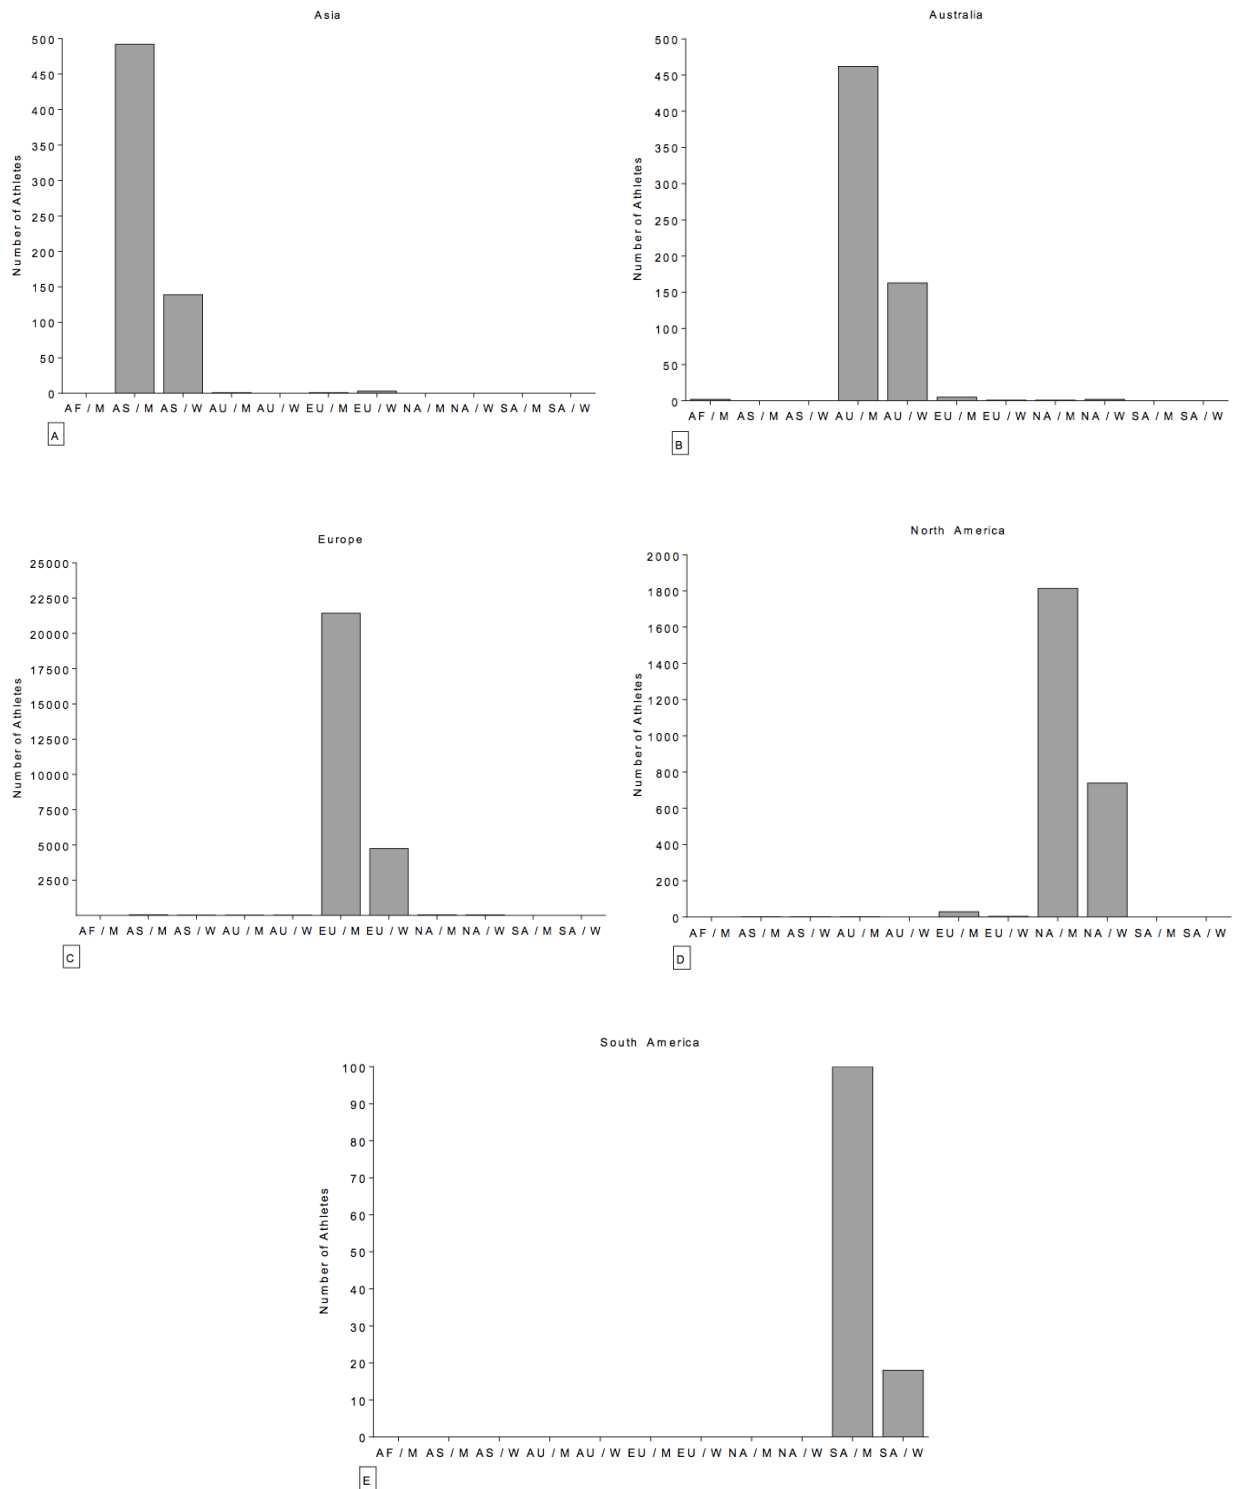 Asia
500
450
400
350
300
250
200
150
100
50
0
Number of Athletes
AF / M AS / M AS / W AU / M AU / W EU / M EU / W NA / M NA / W SA / M SA / W
A
Australia
500
450
400
350
300
250
200
150
100
50
0
Number of Athletes
AF / M AS / M AS / W AU / M AU / W EU / M EU / W NA / M NA / W SA / M SA / W
B
Europe
25000
22500
20000
17500
15000
12500
10000
7500
5000
2500
Number of Athletes
AF / M AS / M AS / W AU / M AU / W EU / M EU / W NA / M NA / W SA / M SA / W
C
North America
2000
1800
1600
1400
1200
1000
800
600
400
200
0
Number of Athletes
AF / M AS / M AS / W AU / M AU / W EU / M EU / W NA / M NA / W SA / M SA / W
D
South America
100
90
80
70
60
50
40
30
20
10
0
Number of Athletes
AF / M AS / M AS / W AU / M AU / W EU / M EU / W NA / M NA / W SA / M SA / W
E